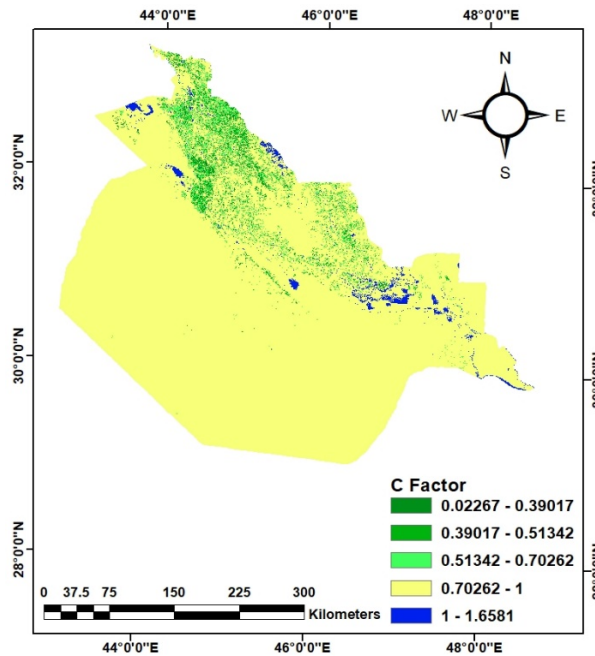 44°0'0"E 46°0'0"E 48°0'0"E
N
W E
S
32°0'0"N
30°0'0"N
28°0'0"N
C Factor
0.02267 - 0.39017
0.39017 - 0.51342
0.51342 - 0.70262
0.70262 - 1
1 - 1.6581
0 37.5 75 150 225 300
Kilometers
44°0'0"E 46°0'0"E 48°0'0"E